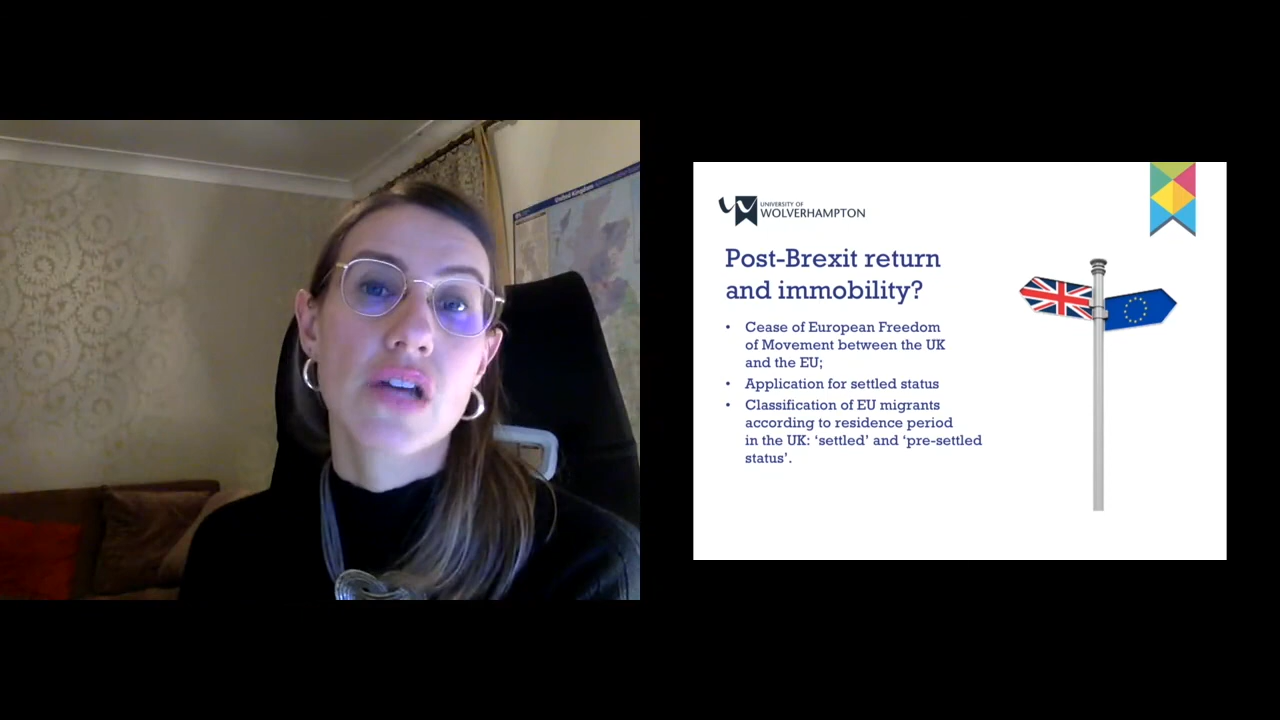 United Kingdom
UNIVERSITY OF
WOLVERHAMPTON
Post-Brexit return
and immobility?
• Cease of European Freedom
of Movement between the UK
and the EU;
• Application for settled status
• Classification of EU migrants
according to residence period
in the UK: ‘settled’ and ‘pre-settled
status’.